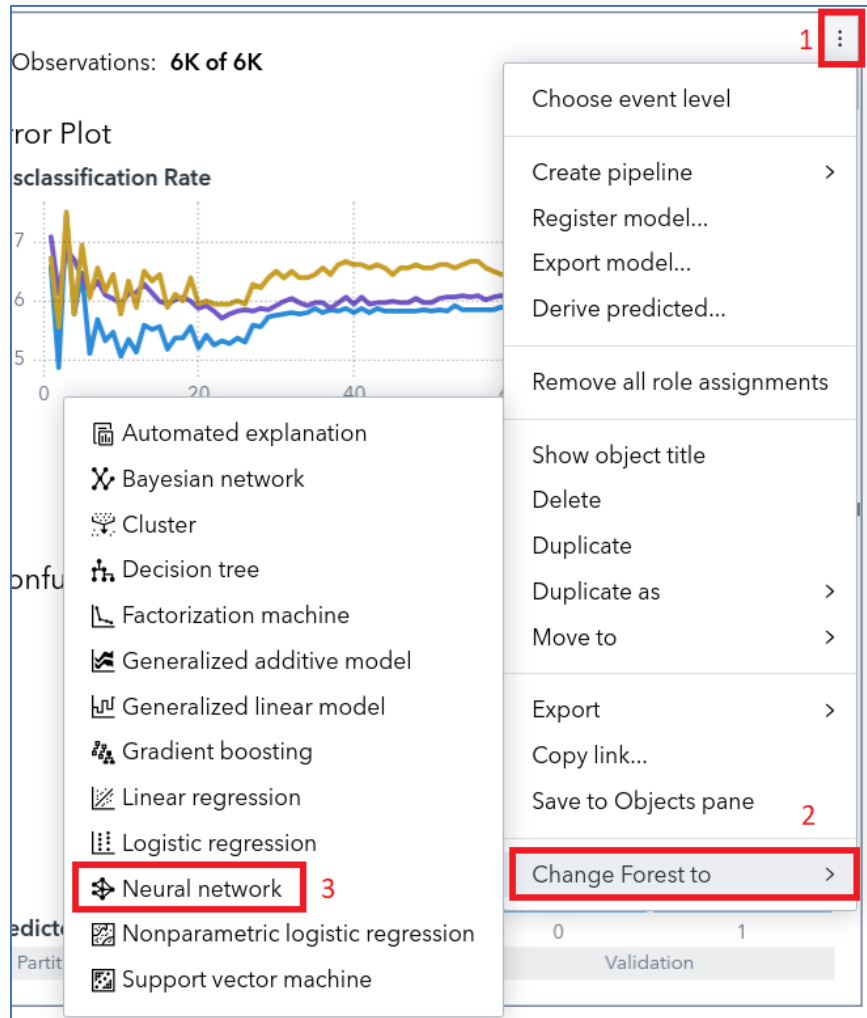 1
Observations: 6K of 6K
ror Plot
sclassification Rate
7
6
5
0 20 40
Choose event level
Create pipeline >
Register model...
Export model...
Derive predicted...
Remove all role assignments
Show object title
Delete
Duplicate
Duplicate as >
Move to >
Export >
Copy link...
Save to Objects pane
2
Change Forest to >
Automated explanation
Bayesian network
Cluster
Decision tree
Factorization machine
Generalized additive model
Generalized linear model
Gradient boosting
Linear regression
Logistic regression
Neural network 3
Nonparametric logistic regression
Support vector machine
onfu
edicte
Partit
0 1
Validation